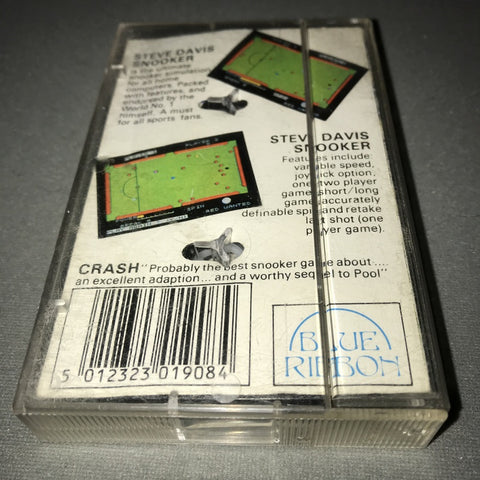 STEVE DAVIS
SNOOKER
is the ultimate
snooker simulation
for all home
computers. Packed
with features, and
endorsed by the
World No. 1
himself. A must
for all sports fans.
STEVE DAVIS
SNOOKER
Features include:
variable speed,
joystick option,
one/two player
game, short/long
game, accurately
definable spin and retake
last shot (one
player game).
SPIN
RED WANTED
CRASH "Probably the best snooker game about....
an excellent adaption... and a worthy sequel to Pool"
5 012323 019084
BLUE
RIBBON